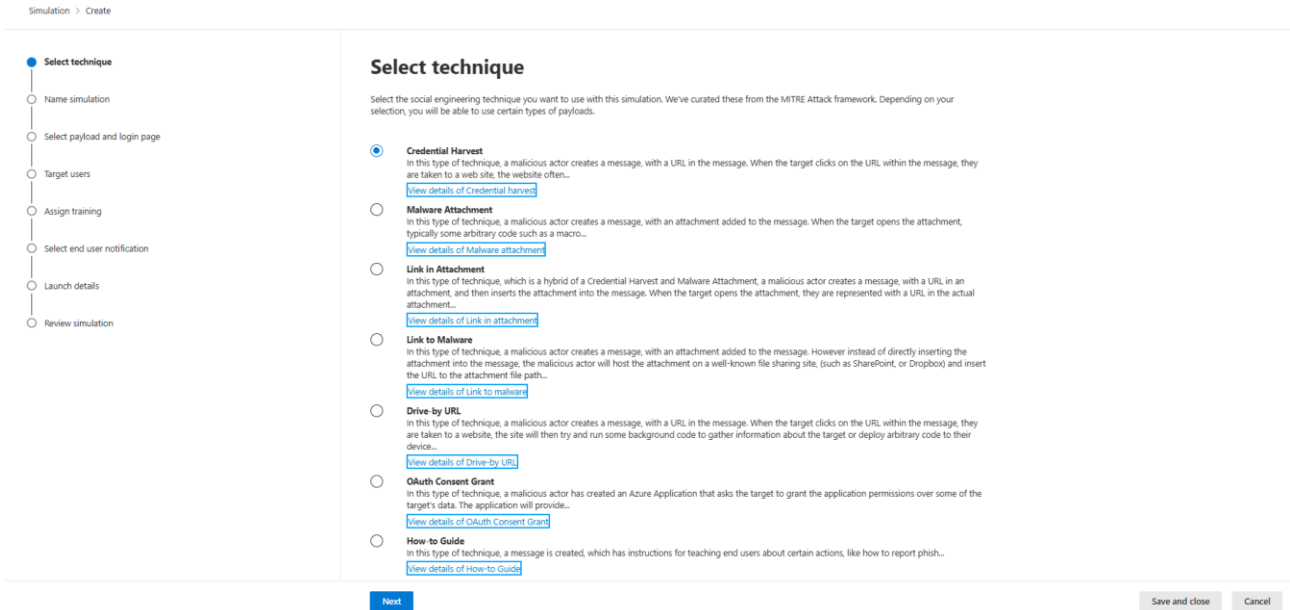 Simulation > Create
Select technique
Name simulation
Select payload and login page
Target users
Assign training
Select end user notification
Launch details
Review simulation
Select technique
Select the social engineering technique you want to use with this simulation. We've curated these from the MITRE Attack framework. Depending on your
selection, you will be able to use certain types of payloads.
Credential Harvest
In this type of technique, a malicious actor creates a message, with a URL in the message. When the target clicks on the URL within the message, they
are taken to a web site, the website often...
View details of Credential harvest
Malware Attachment
In this type of technique, a malicious actor creates a message, with an attachment added to the message. When the target opens the attachment,
typically some arbitrary code such as a macro...
View details of Malware attachment
Link in Attachment
In this type of technique, which is a hybrid of a Credential Harvest and Malware Attachment, a malicious actor creates a message, with a URL in an
attachment, and then inserts the attachment into the message. When the target opens the attachment, they are represented with a URL in the actual
attachment...
View details of Link in attachment
Link to Malware
In this type of technique, a malicious actor creates a message, with an attachment added to the message. However instead of directly inserting the
attachment into the message, the malicious actor will host the attachment on a well-known file sharing site, (such as SharePoint, or Dropbox) and insert
the URL to the attachment file path...
View details of Link to malware
Drive-by URL
In this type of technique, a malicious actor creates a message, with a URL in the message. When the target clicks on the URL within the message, they
are taken to a website, the site will then try and run some background code to gather information about the target or deploy arbitrary code to their
device...
View details of Drive-by URL
OAuth Consent Grant
In this type of technique, a malicious actor has created an Azure Application that asks the target to grant the application permissions over some of the
target's data. The application will provide...
View details of OAuth Consent Grant
How-to Guide
In this type of technique, a message is created, which has instructions for teaching end users about certain actions, like how to report phish...
View details of How-to Guide
Next
Save and close
Cancel